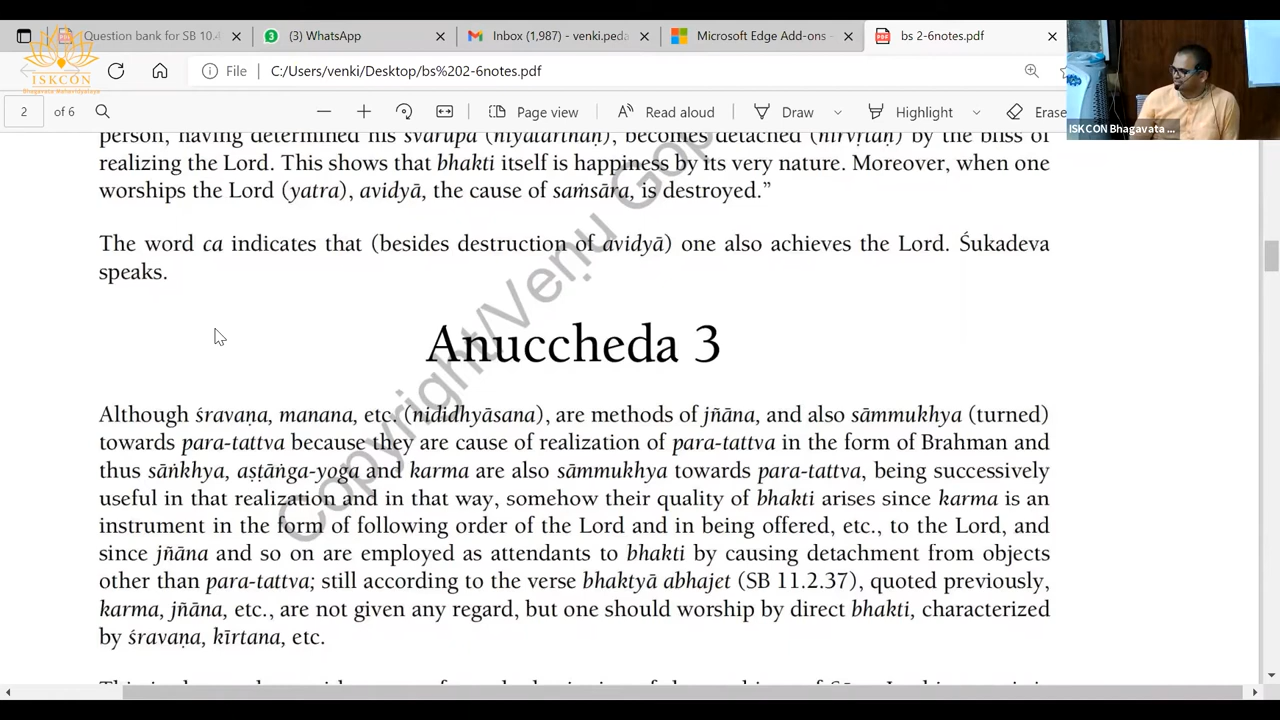 Question bank for SB 10.4
(3) WhatsApp
Inbox (1,987) - venki.peda
Microsoft Edge Add-ons -
bs 2-6notes.pdf
ISKCON
Bhagavata Mahavidyalaya
File
C:/Users/venki/Desktop/bs%202-6notes.pdf
2 of 6
Page view
Read aloud
Draw
Highlight
Erase
ISKCON Bhagavata ...
person, having determined his svarūpa (niyatārthaḥ), becomes detached (nirvṛtaḥ) by the bliss of
realizing the Lord. This shows that bhakti itself is happiness by its very nature. Moreover, when one
worships the Lord (yatra), avidyā, the cause of saṁsāra, is destroyed.”
The word ca indicates that (besides destruction of avidyā) one also achieves the Lord. Śukadeva
speaks.
Anuccheda 3
Although śravaṇa, manana, etc. (nididhyāsana), are methods of jñāna, and also sāmmukhya (turned)
towards para-tattva because they are cause of realization of para-tattva in the form of Brahman and
thus sāṅkhya, aṣṭāṅga-yoga and karma are also sāmmukhya towards para-tattva, being successively
useful in that realization and in that way, somehow their quality of bhakti arises since karma is an
instrument in the form of following order of the Lord and in being offered, etc., to the Lord, and
since jñāna and so on are employed as attendants to bhakti by causing detachment from objects
other than para-tattva; still according to the verse bhaktyā abhajet (SB 11.2.37), quoted previously,
karma, jñāna, etc., are not given any regard, but one should worship by direct bhakti, characterized
by śravaṇa, kīrtana, etc.
Copyright/Veṇu Gop